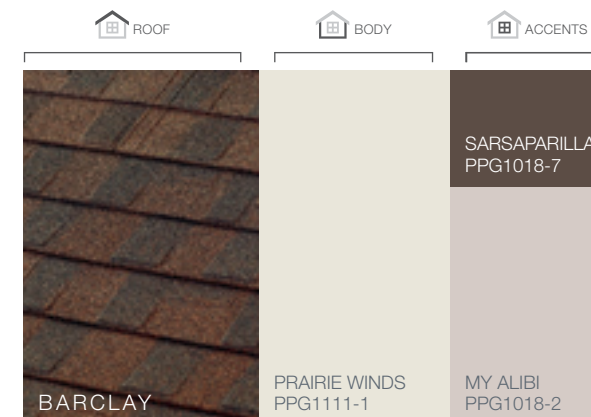 ROOF
BODY
ACCENTS
SARSAPARILLA
PPG1018-7
BARCLAY
PRAIRIE WINDS
PPG1111-1
MY ALIBI
PPG1018-2